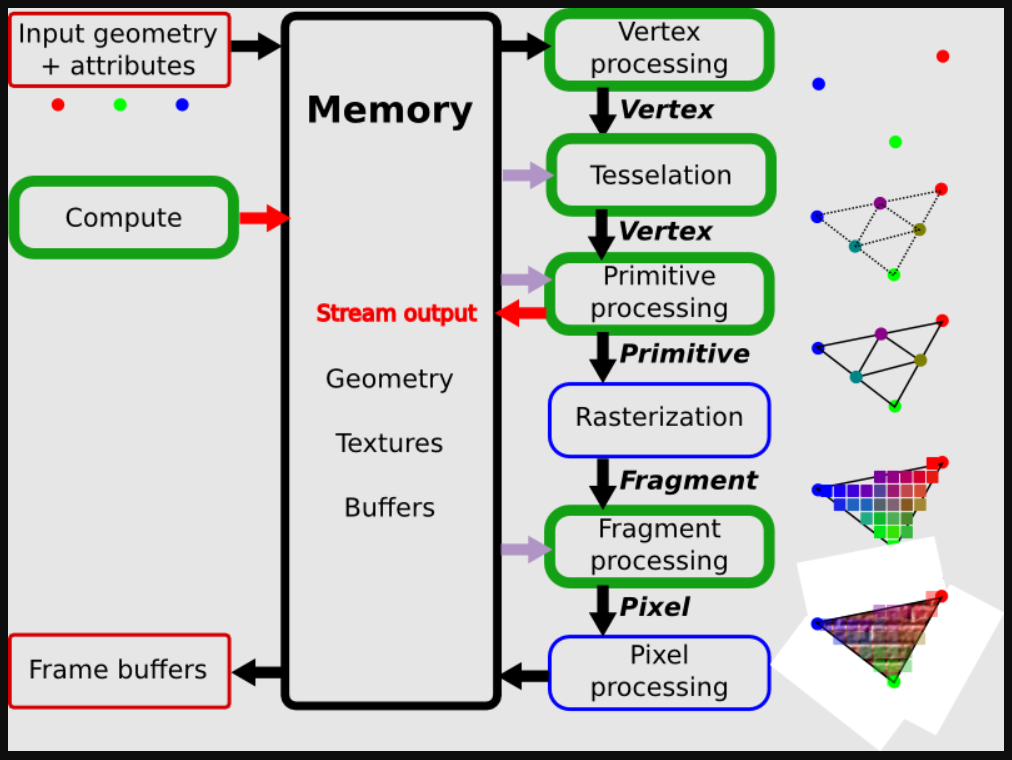 Input geometry
+ attributes
Compute
Frame buffers
Memory
Stream output
Geometry
Textures
Buffers
Vertex
processing
Vertex
Tesselation
Vertex
Primitive
processing
Primitive
Rasterization
Fragment
Fragment
processing
Pixel
Pixel
processing